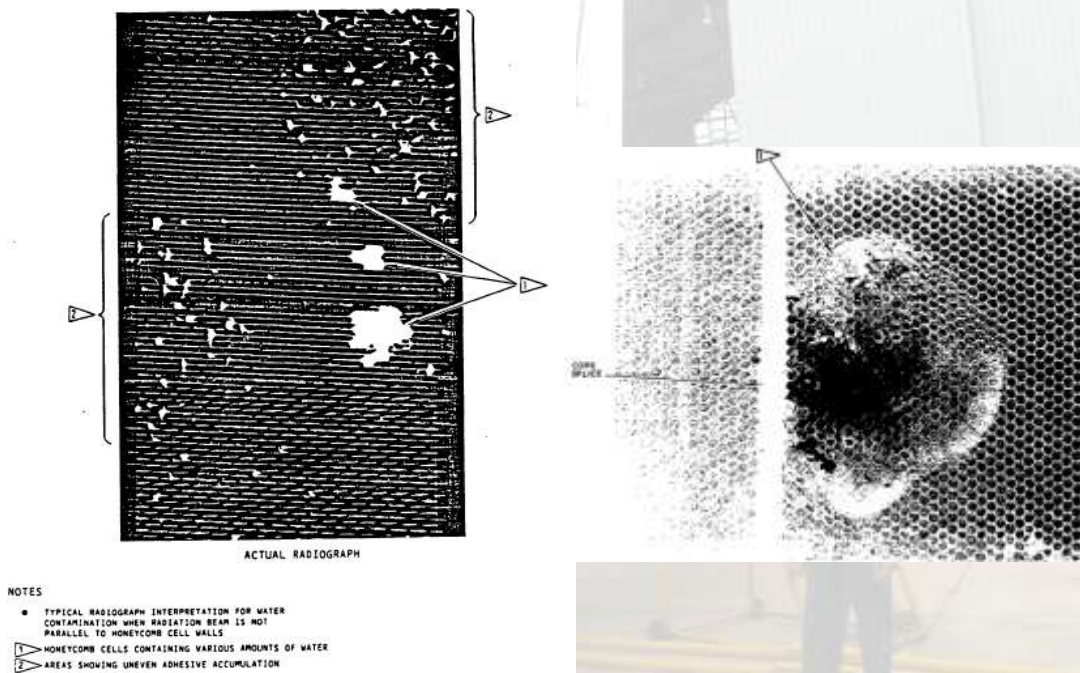 2
1
2
ACTUAL RADIOGRAPH
NOTES
● TYPICAL RADIOGRAPH INTERPRETATION FOR WATER
CONTAMINATION WHEN RADIATION BEAM IS NOT
PARALLEL TO HONEYCOMB CELL WALLS
1 HONEYCOMB CELLS CONTAINING VARIOUS AMOUNTS OF WATER
2 AREAS SHOWING UNEVEN ADHESIVE ACCUMULATION
1
CORE
SPLICE